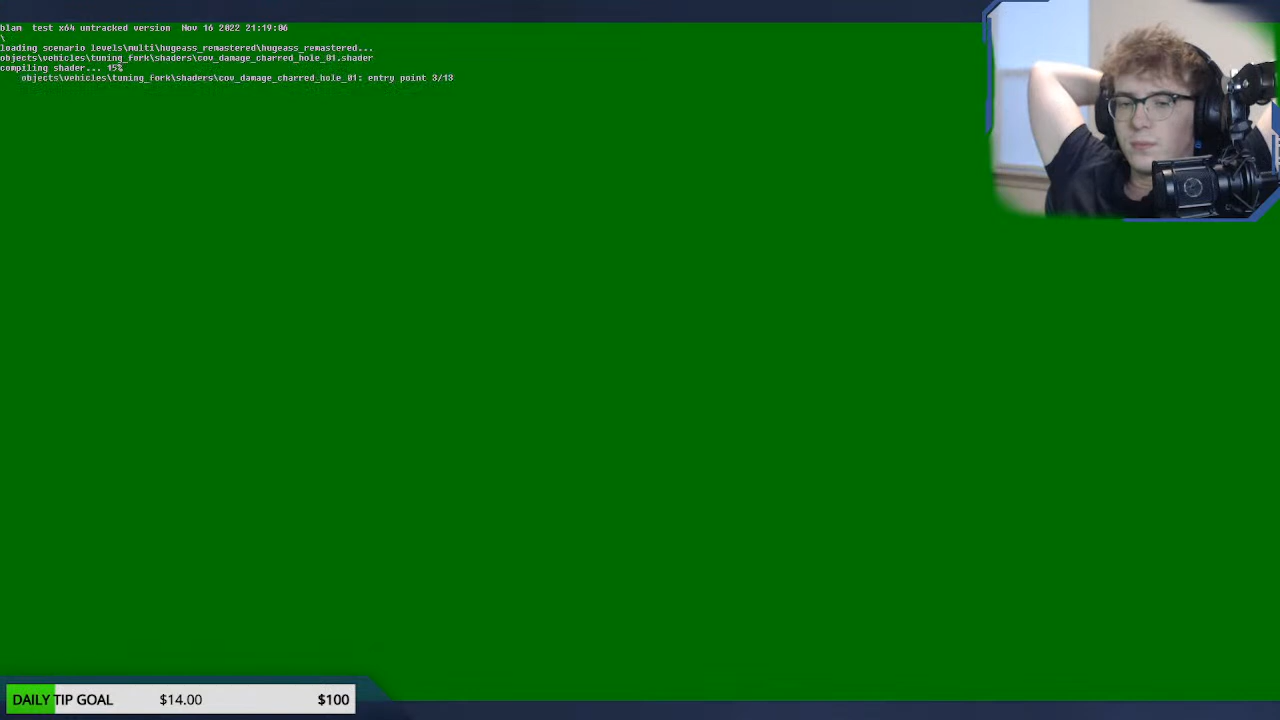 blam  test x64 untracked version  Nov 16 2022 21:19:06
\
loading scenario levels\multi\hugeass_remastered\hugeass_remastered...
objects\vehicles\tuning_fork\shaders\cov_damage_charred_hole_01.shader
compiling shader... 15%
objects\vehicles\tuning_fork\shaders\cov_damage_charred_hole_01: entry point 3/13
DAILY TIP GOAL $14.00 $100